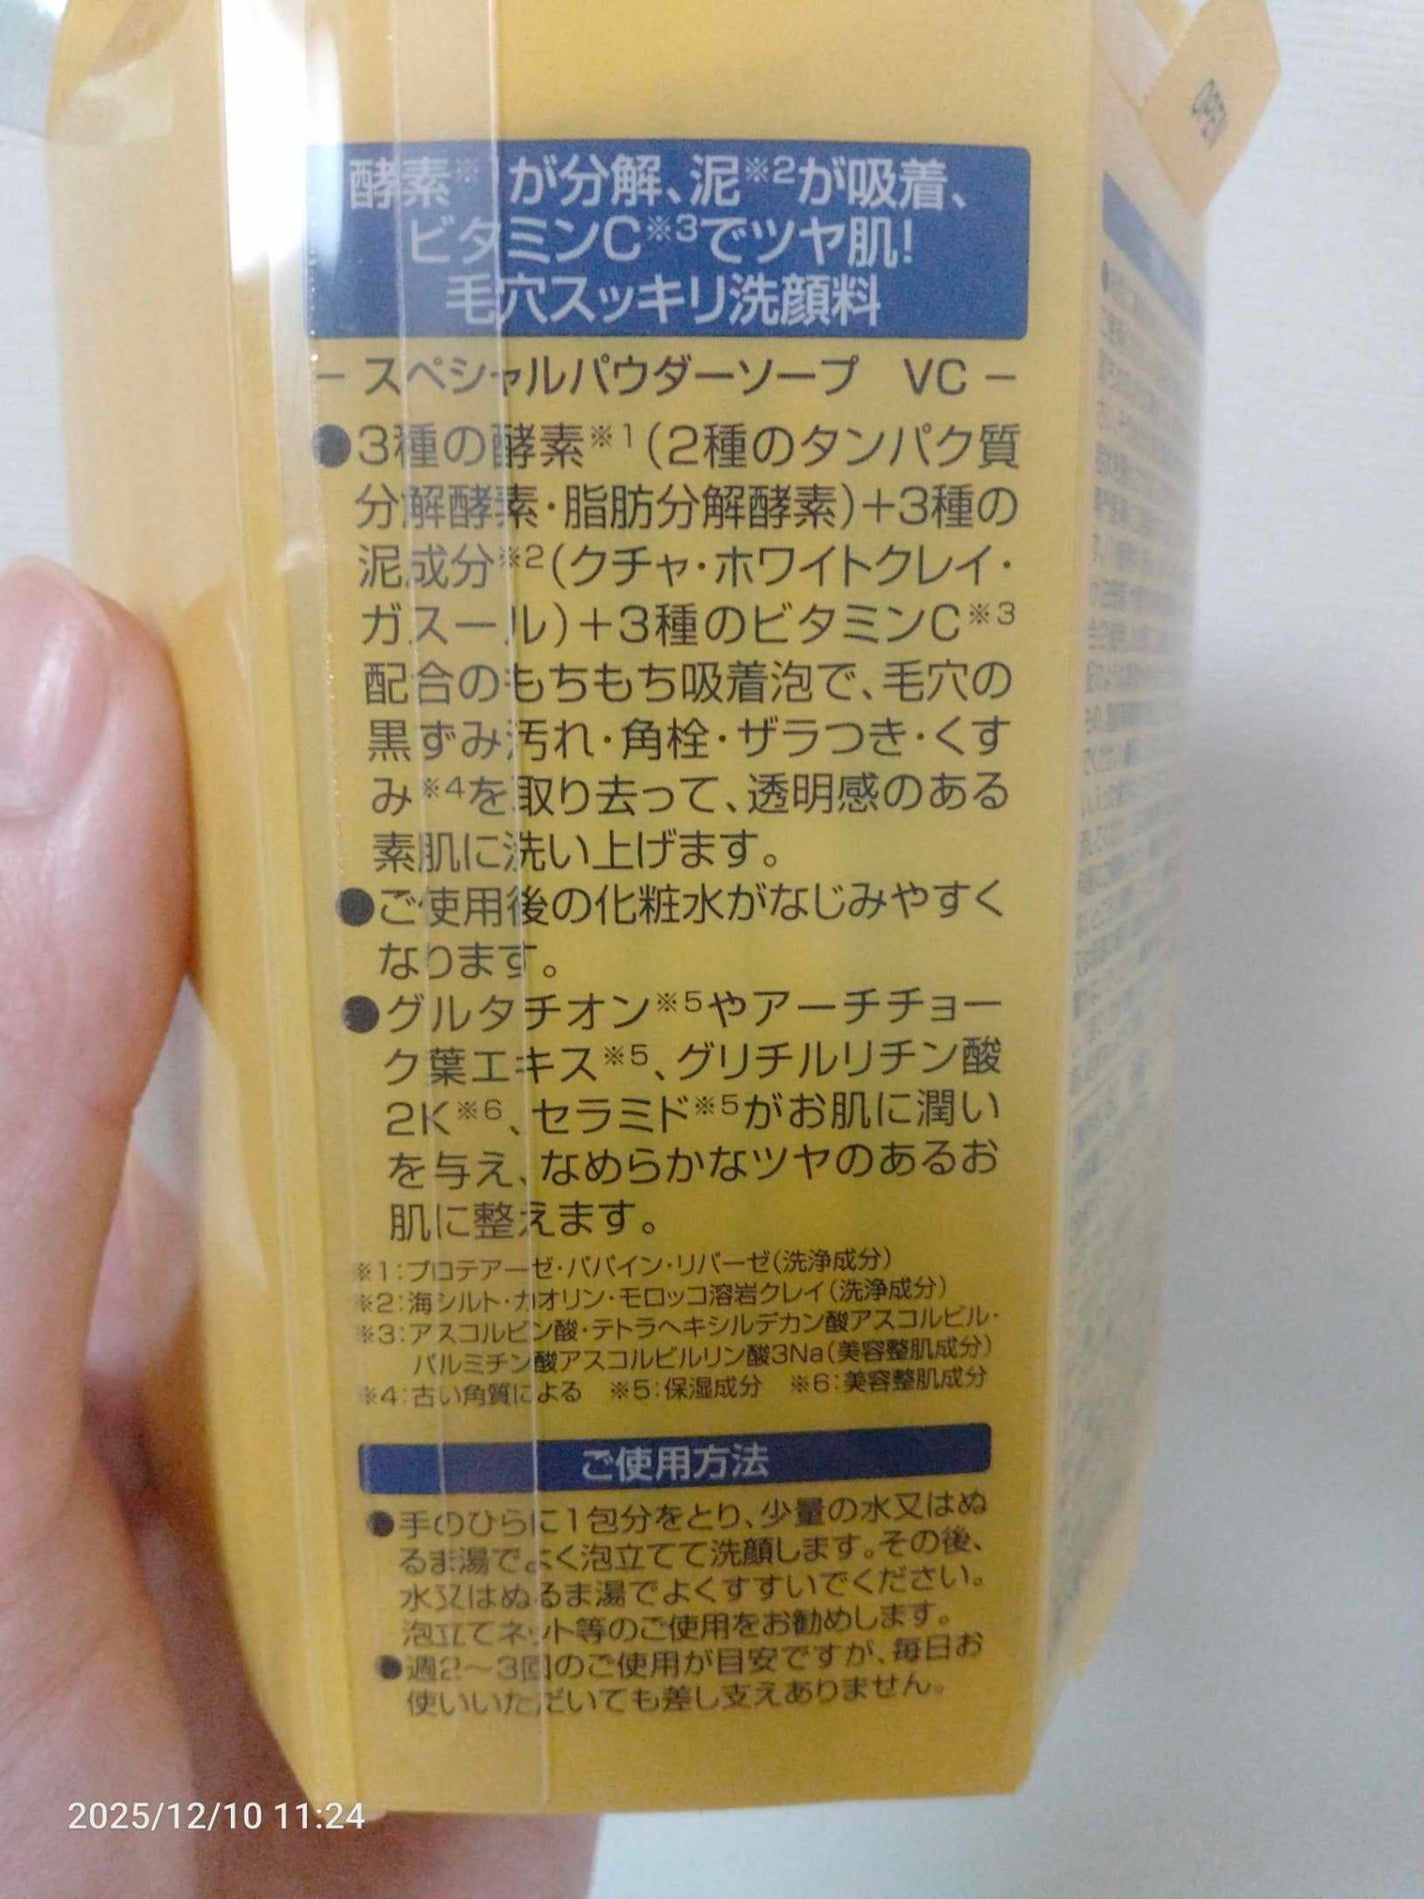 OPEN
酵素※1が分解、泥※2が吸着、
ビタミンC※3でツヤ肌!
毛穴スッキリ洗顔料
− スペシャルパウダーソープ VC −
●3種の酵素※1(2種のタンパク質
分解酵素・脂肪分解酵素)+3種の
泥成分※2(クチャ・ホワイトクレイ・
ガスール)+3種のビタミンC※3
配合のもちもち吸着泡で、毛穴の
黒ずみ汚れ・角栓・ザラつき・くす
み※4を取り去って、透明感のある
素肌に洗い上げます。
●ご使用後の化粧水がなじみやすく
なります。
●グルタチオン※5やアーチチョー
ク葉エキス※5、グリチルリチン酸
2K※6、セラミド※5がお肌に潤い
を与え、なめらかなツヤのあるお
肌に整えます。
※1:プロテアーゼ・パパイン・リパーゼ(洗浄成分)
※2:海シルト・カオリン・モロッコ溶岩クレイ(洗浄成分)
※3:アスコルビン酸・テトラヘキシルデカン酸アスコルビル・
パルミチン酸アスコルビルリン酸3Na(美容整肌成分)
※4:古い角質による ※5:保湿成分 ※6:美容整肌成分
ご使用方法
●手のひらに1包分をとり、少量の水又はぬ
るま湯でよく泡立てて洗顔します。その後、
水又はぬるま湯でよくすすいでください。
泡立てネット等のご使用をお勧めします。
●週2〜3回のご使用が目安ですが、毎日お
使いいただいても差し支えありません。
2025/12/10 11:24